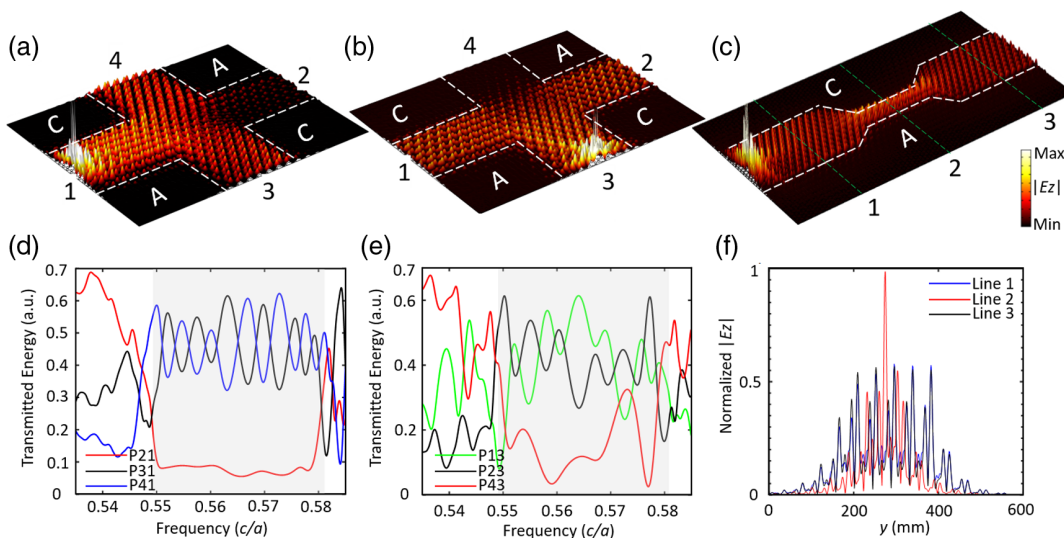 (a)
4
A
2
C
C
1
A
3
(b)
4
A
2
C
C
1
A
3
(c)
C
A
3
2
1
Max
|Ez|
Min
(d)
0.7
0.6
0.5
0.4
0.3
0.2
0.1
0
Transmitted Energy (a.u.)
P21
P31
P41
0.54 0.55 0.56 0.57 0.58
Frequency (c/a)
(e)
0.7
0.6
0.5
0.4
0.3
0.2
0.1
0
Transmitted Energy (a.u.)
P13
P23
P43
0.54 0.55 0.56 0.57 0.58
Frequency (c/a)
(f)
1
0.5
0
Normalized |Ez|
Line 1
Line 2
Line 3
0 200 400 600
y (mm)